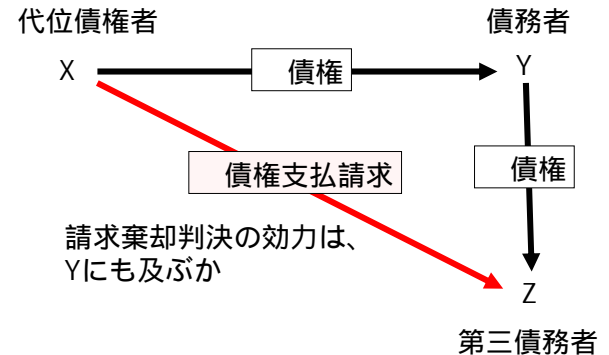 代位債権者
債務者
X
債権
Y
債権支払請求
債権
請求棄却判決の効力は、
Yにも及ぶか
Z
第三債務者